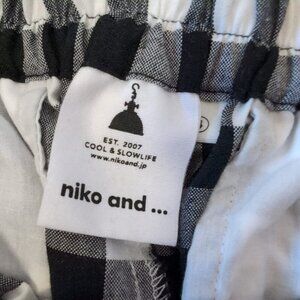 EST. 2007
COOL & SLOWLIFE
www.nikoand.jp
niko and ...